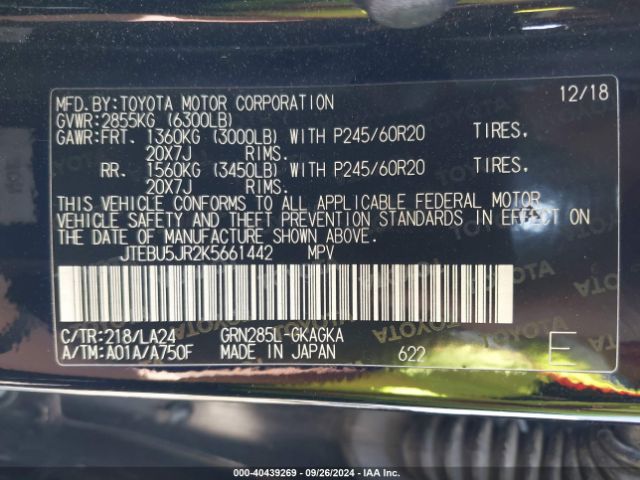 MFD.BY:TOYOTA MOTOR CORPORATION 12/18
GVWR:2855KG (6300LB)
GAWR:FRT. 1360KG (3000LB) WITH P245/60R20 TIRES,
20X7J RIMS.
RR. 1560KG (3450LB) WITH P245/60R20 TIRES,
20X7J RIMS.
THIS VEHICLE CONFORMS TO ALL APPLICABLE FEDERAL MOTOR
VEHICLE SAFETY AND THEFT PREVENTION STANDARDS IN EFFECT ON
THE DATE OF MANUFACTURE SHOWN ABOVE.
JTEBU5JR2K5661442 MPV
C/TR:218/LA24 GRN285L-GKAGKA
A/TM:A01A/A750F MADE IN JAPAN 622 E
000-40439269 - 09/26/2024 - IAA Inc.